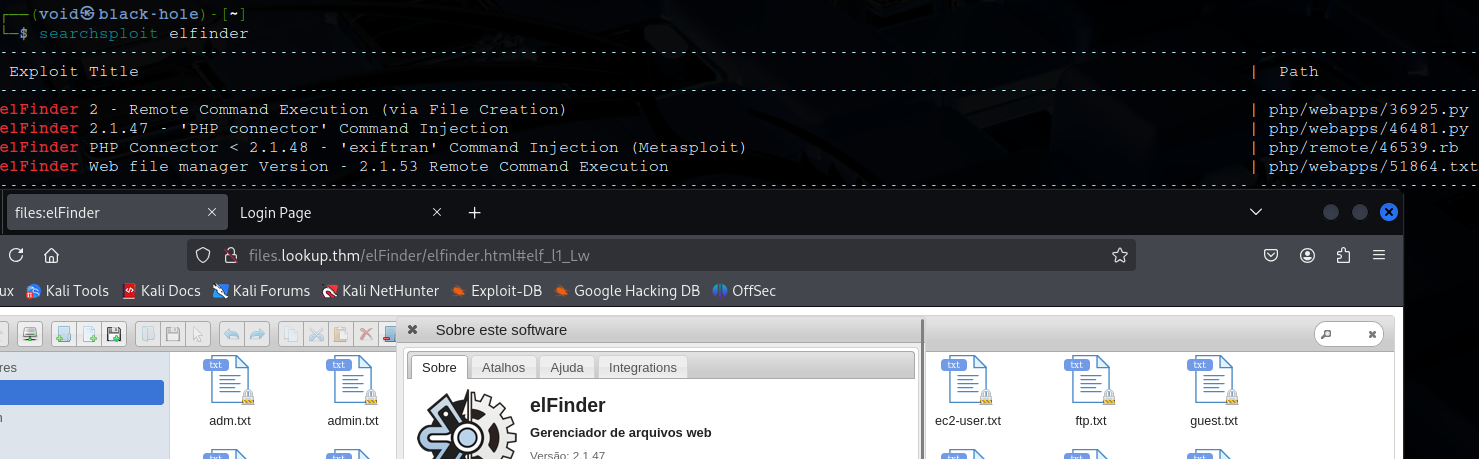 ┌──(void㉿black-hole)-[~]
└─$ searchsploit elfinder
Exploit Title | Path
elFinder 2 - Remote Command Execution (via File Creation) | php/webapps/36925.py
elFinder 2.1.47 - 'PHP connector' Command Injection | php/webapps/46481.py
elFinder PHP Connector < 2.1.48 - 'exiftran' Command Injection (Metasploit) | php/remote/46539.rb
elFinder Web file manager Version - 2.1.53 Remote Command Execution | php/webapps/51864.txt
files:elFinder
Login Page
files.lookup.thm/elFinder/elfinder.html#elf_l1_Lw
ux Kali Tools Kali Docs Kali Forums Kali NetHunter Exploit-DB Google Hacking DB OffSec
Sobre este software
Sobre Atalhos Ajuda Integrations
res
txt txt txt txt txt
elFinder
adm.txt admin.txt ec2-user.txt ftp.txt guest.txt
Gerenciador de arquivos web
Versão: 2.1.47
txt txt txt txt txt